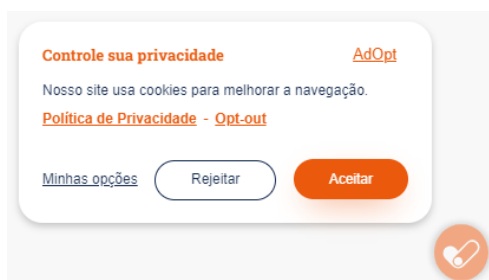 Controle sua privacidade AdOpt
Nosso site usa cookies para melhorar a navegação.
Política de Privacidade - Opt-out
Minhas opções Rejeitar Aceitar